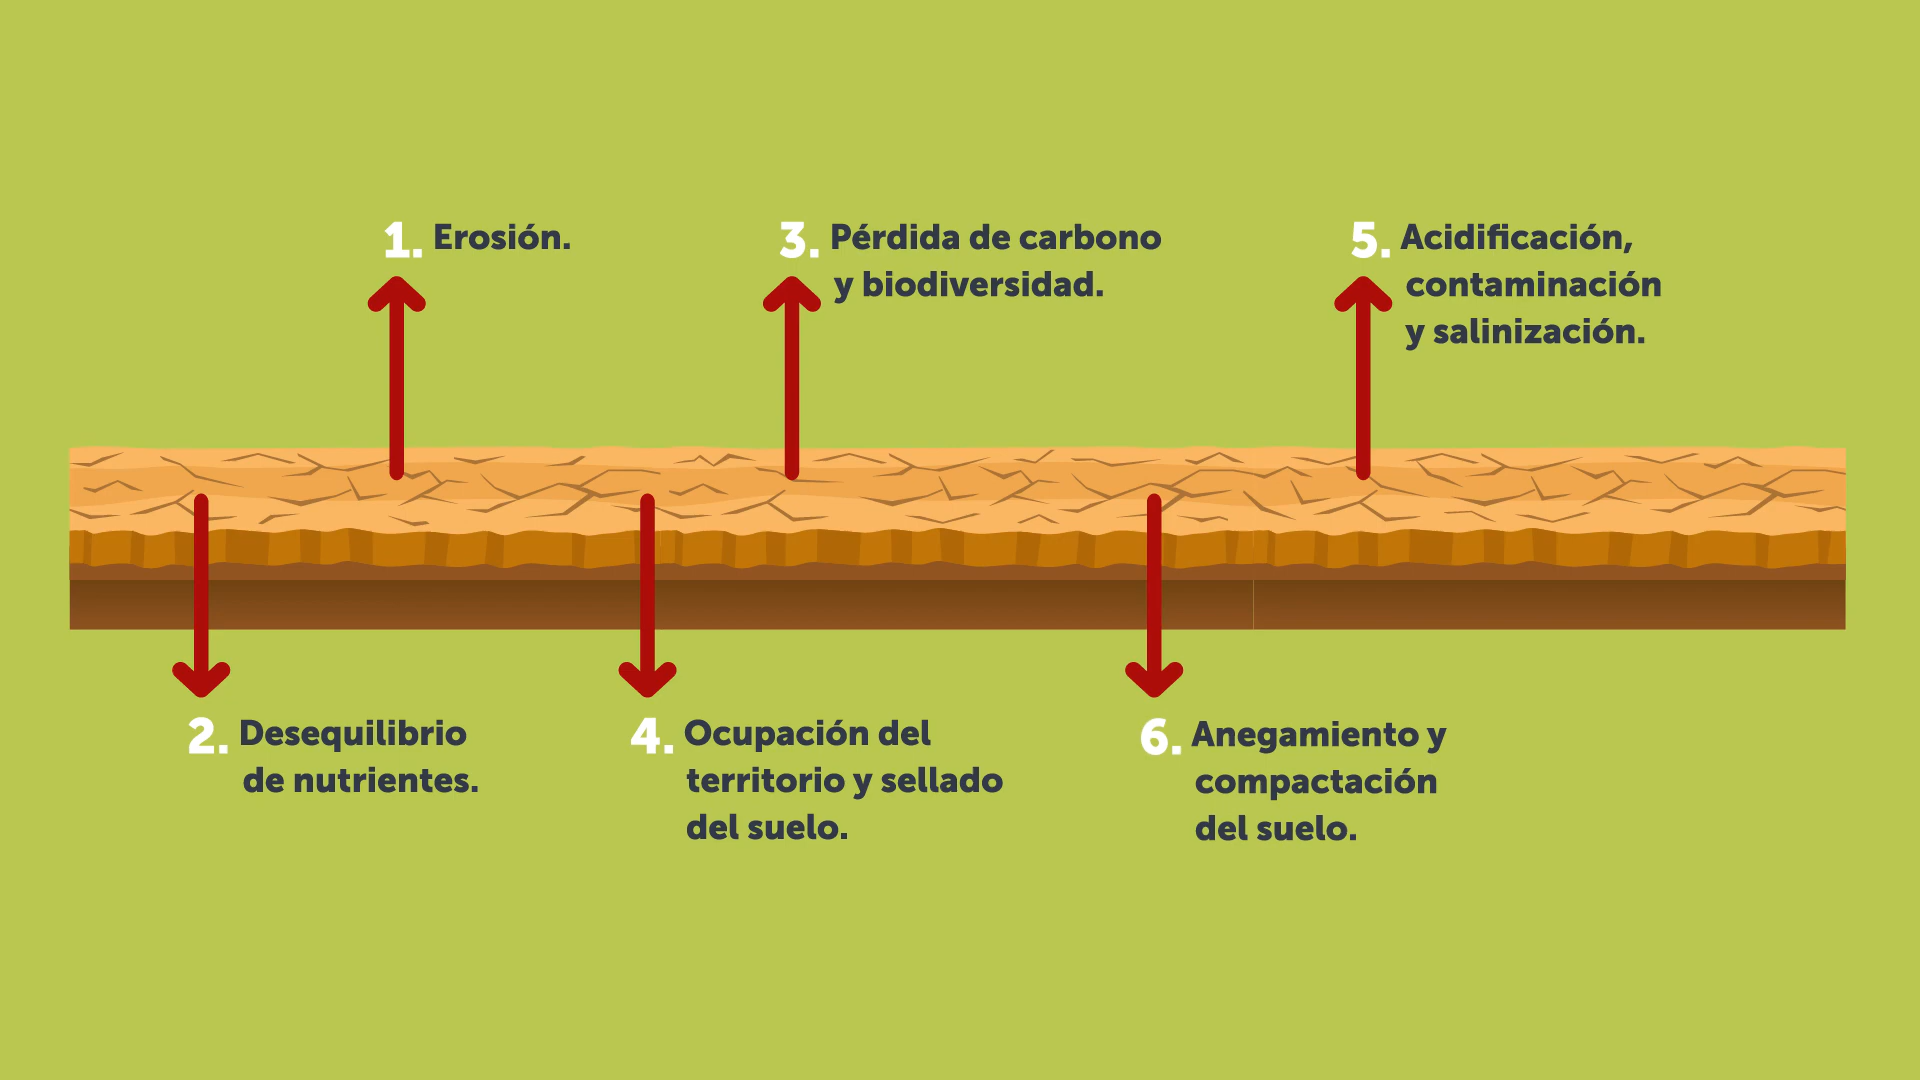 1. Erosión.
3. Pérdida de carbono
y biodiversidad.
5. Acidificación,
contaminación
y salinización.
2. Desequilibrio
de nutrientes.
4. Ocupación del
territorio y sellado
del suelo.
6. Anegamiento y
compactación
del suelo.